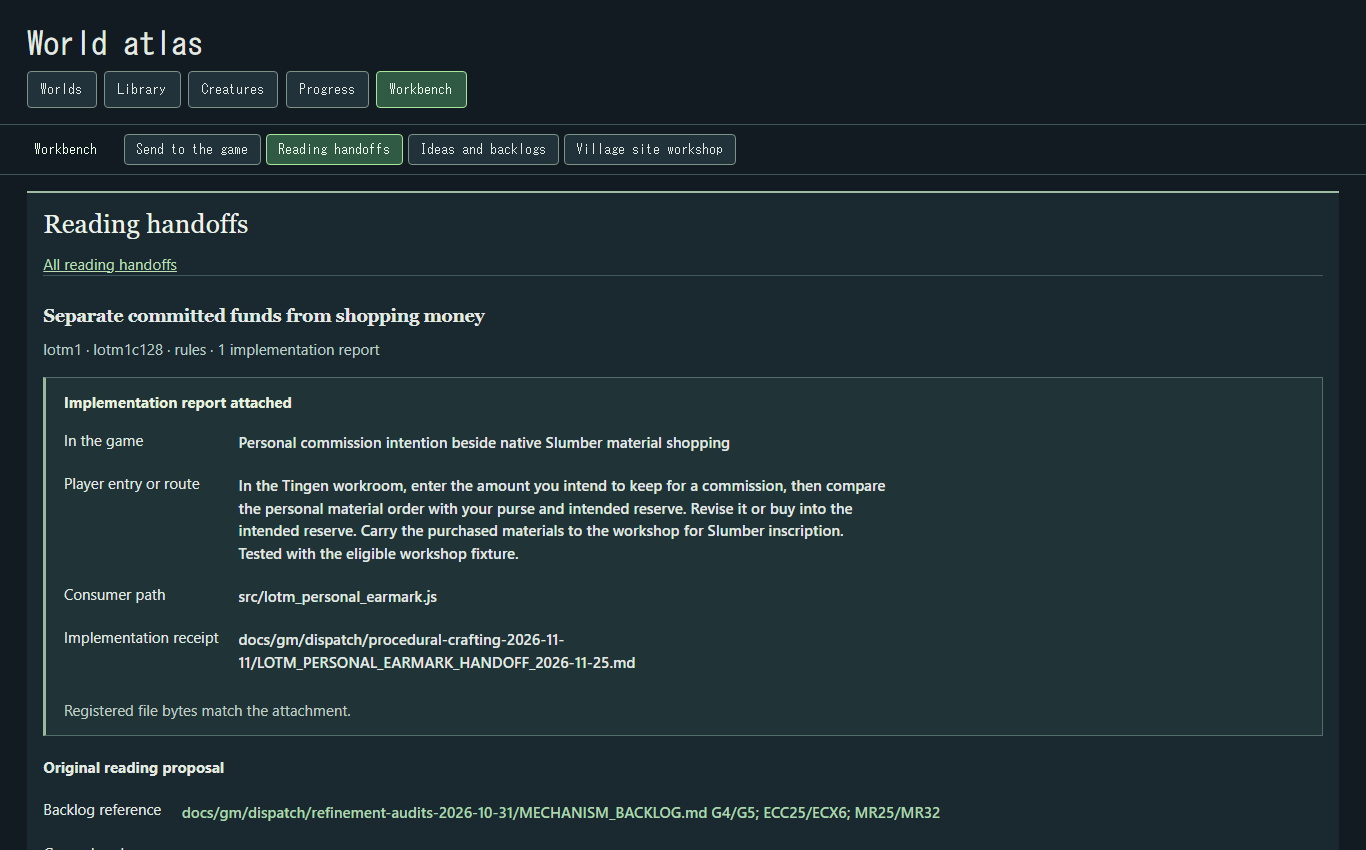 World atlas
Worlds
Library
Creatures
Progress
Workbench
Workbench
Send to the game
Reading handoffs
Ideas and backlogs
Village site workshop
Reading handoffs
All reading handoffs
Separate committed funds from shopping money
lotm1 · lotm1c128 · rules · 1 implementation report
Implementation report attached
In the game
Personal commission intention beside native Slumber material shopping
Player entry or route
In the Tingen workroom, enter the amount you intend to keep for a commission, then compare
the personal material order with your purse and intended reserve. Revise it or buy into the
intended reserve. Carry the purchased materials to the workshop for Slumber inscription.
Tested with the eligible workshop fixture.
Consumer path
src/lotm_personal_earmark.js
Implementation receipt
docs/gm/dispatch/procedural-crafting-2026-11-
11/LOTM_PERSONAL_EARMARK_HANDOFF_2026-11-25.md
Registered file bytes match the attachment.
Original reading proposal
Backlog reference
docs/gm/dispatch/refinement-audits-2026-10-31/MECHANISM_BACKLOG.md G4/G5; ECC25/ECX6; MR25/MR32